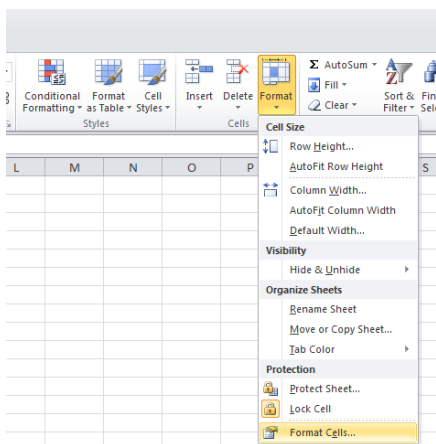 Σ AutoSum
Fill
Clear
Conditional Formatting
Format as Table
Cell Styles
Insert
Delete
Format
Sort & Filter
Styles
Cells
Cell Size
Row Height...
AutoFit Row Height
Column Width...
AutoFit Column Width
Default Width...
Visibility
Hide & Unhide
Organize Sheets
Rename Sheet
Move or Copy Sheet...
Tab Color
Protection
Protect Sheet...
Lock Cell
Format Cells...
L M N O P S